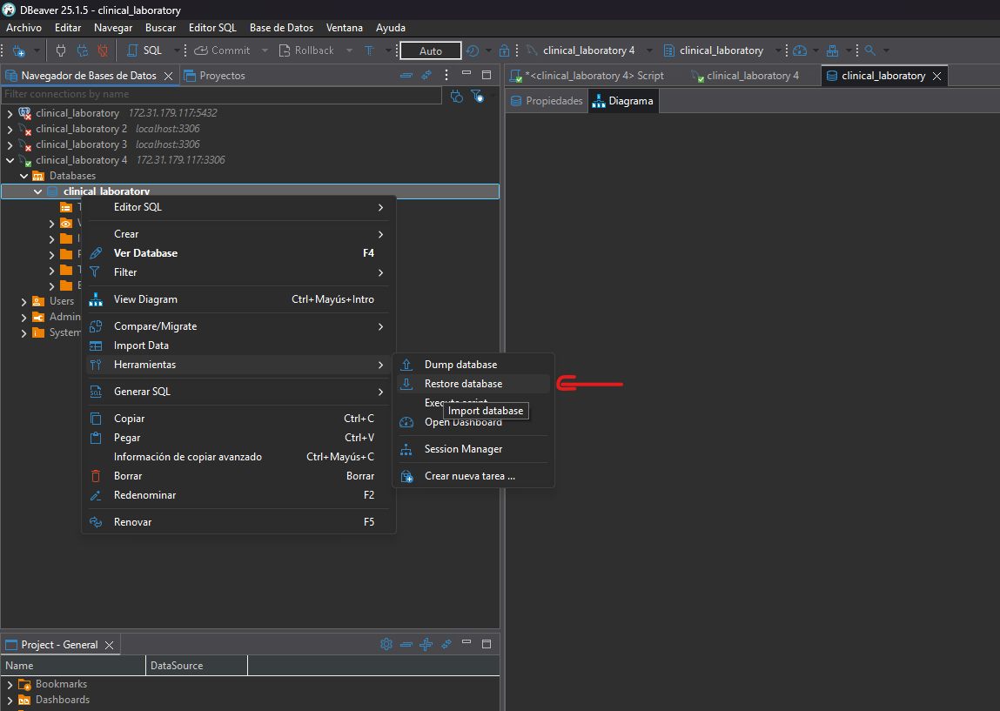 DBeaver 25.1.5 - clinical_laboratory
Archivo Editar Navegar Buscar Editor SQL Base de Datos Ventana Ayuda
SQL Commit Rollback T Auto clinical_laboratory 4 clinical_laboratory
Navegador de Bases de Datos Proyectos
*<clinical_laboratory 4> Script clinical_laboratory 4 clinical_laboratory
Filter connections by name
Propiedades Diagrama
clinical_laboratory 172.31.179.117:5432
clinical_laboratory 2 localhost:3306
clinical_laboratory 3 localhost:3306
clinical_laboratory 4 172.31.179.117:3306
Databases
clinical_laboratory
Users
Admin
System
Editor SQL
Crear
Ver Database F4
Filter
View Diagram Ctrl+Mayús+Intro
Compare/Migrate
Import Data
Herramientas
Generar SQL
Copiar Ctrl+C
Pegar Ctrl+V
Información de copiar avanzado Ctrl+Mayús+C
Borrar Borrar
Redenominar F2
Renovar F5
Dump database
Restore database
Execute script
Import database
Open Dashboard
Session Manager
Crear nueva tarea ...
Project - General
Name DataSource
Bookmarks
Dashboards